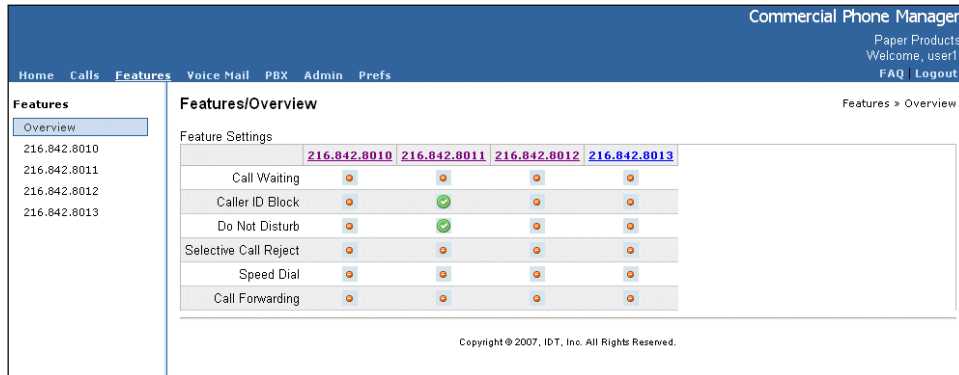 Commercial Phone Manager
Paper Products
Welcome, user1
Home Calls Features Voice Mail PBX Admin Prefs
FAQ | Logout
Features
Overview
216.842.8010
216.842.8011
216.842.8012
216.842.8013
Features/Overview
Features » Overview
Feature Settings
216.842.8010 216.842.8011 216.842.8012 216.842.8013
Call Waiting
Caller ID Block
Do Not Disturb
Selective Call Reject
Speed Dial
Call Forwarding
Copyright © 2007, IDT, Inc. All Rights Reserved.